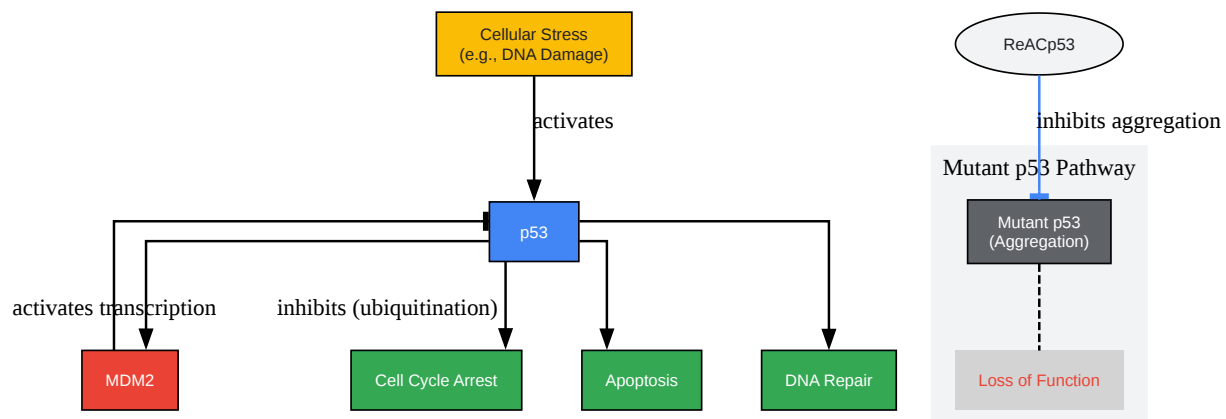 Cellular Stress
(e.g., DNA Damage)
ReACp53
activates
inhibits aggregation
Mutant p53 Pathway
p53
Mutant p53
(Aggregation)
activates transcription
inhibits (ubiquitination)
MDM2
Cell Cycle Arrest
Apoptosis
DNA Repair
Loss of Function